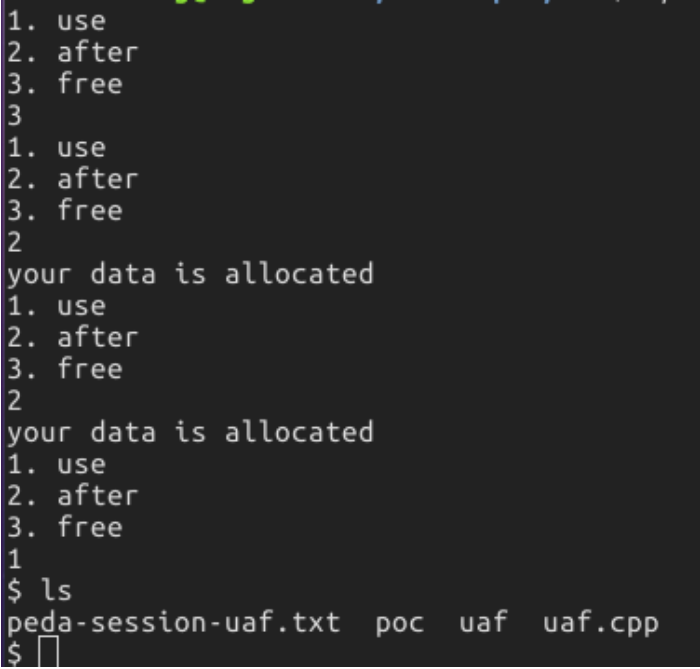 1. use
2. after
3. free
3
1. use
2. after
3. free
2
your data is allocated
1. use
2. after
3. free
2
your data is allocated
1. use
2. after
3. free
1
$ ls
peda-session-uaf.txt  poc  uaf  uaf.cpp
$